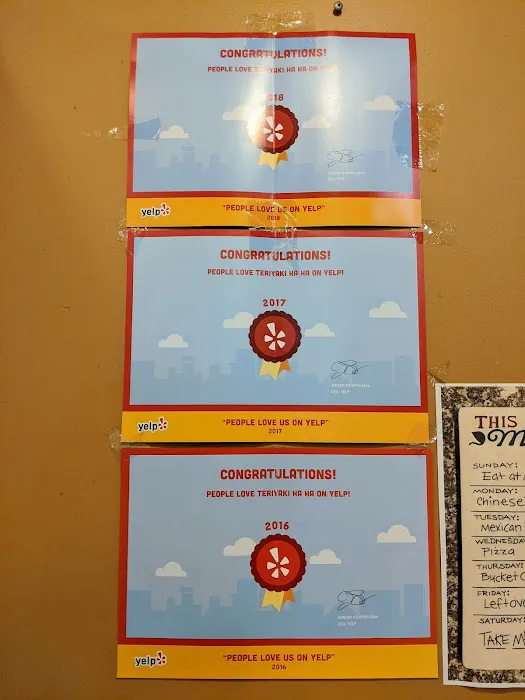 CONGRATULATIONS!
PEOPLE LOVE TERIYAKI HA HA ON
2018
yelp
"PEOPLE LOVE US ON YELP"
2018
CONGRATULATIONS!
PEOPLE LOVE TERIYAKI HA HA ON YELP!
2017
yelp
"PEOPLE LOVE US ON YELP"
2017
CONGRATULATIONS!
PEOPLE LOVE TERIYAKI HA HA ON YELP!
2016
yelp
"PEOPLE LOVE US ON YELP"
2016
THIS
SUNDAY:
Eat at
MONDAY:
Chinese
TUESDAY:
Mexican
WEDNESDAY
Pizza
THURSDAY:
Bucket
FRIDAY:
Leftov
SATURDAY:
TAKE